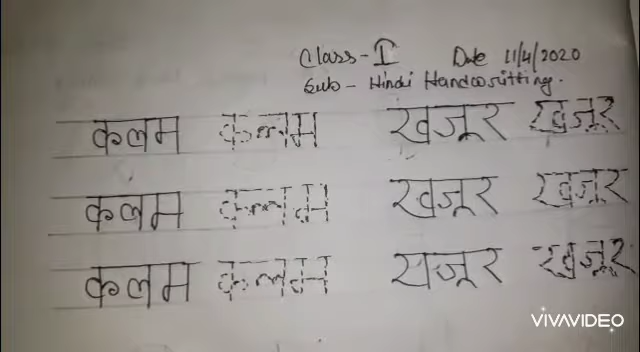 Class - I Date 11/4/2020
Sub - Hindi Handwritting.
कलम कलम खजूर खजूर
कलम कलम खजूर खजूर
कलम कलम खजूर खजूर
VIVAVIDEO